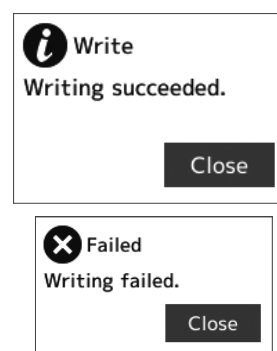 Write
Writing succeeded.
Close
Failed
Writing failed.
Close